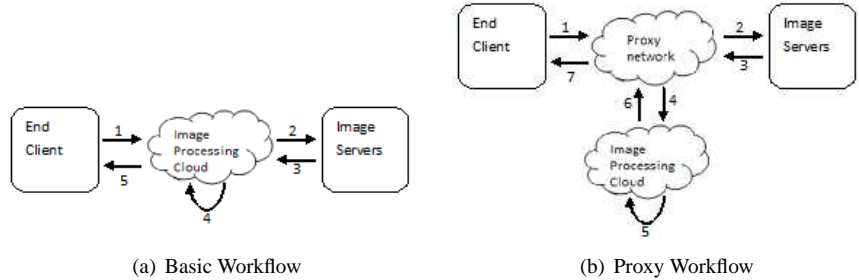 End
Client
1
5
Image
Processing
Cloud
4
2
3
Image
Servers
(a) Basic Workflow
End
Client
1
7
Proxy
network
2
3
Image
Servers
6
4
Image
Processing
Cloud
5
(b) Proxy Workflow